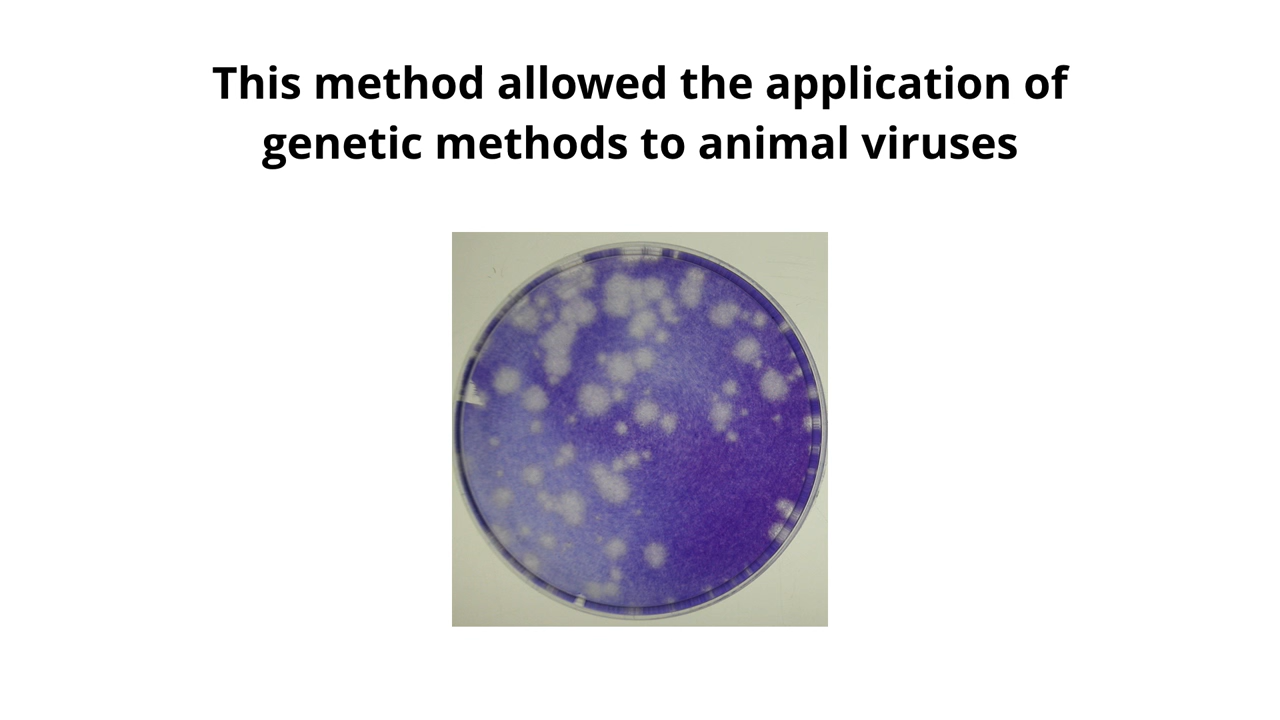 This method allowed the application of
genetic methods to animal viruses